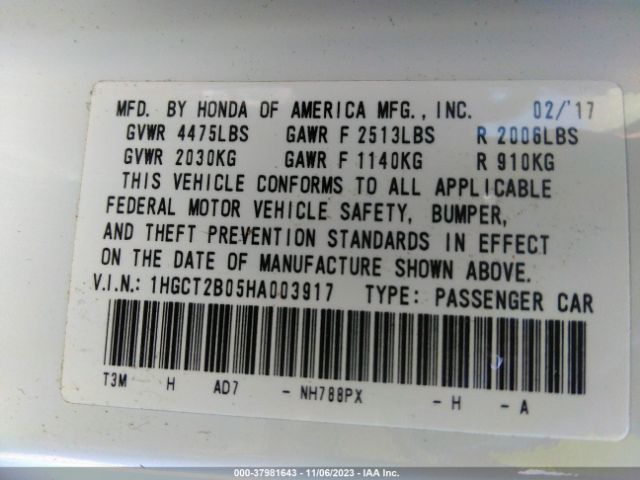 MFD. BY HONDA OF AMERICA MFG., INC. 02/'17
GVWR 4475LBS GAWR F 2513LBS R 2006LBS
GVWR 2030KG GAWR F 1140KG R 910KG
THIS VEHICLE CONFORMS TO ALL APPLICABLE
FEDERAL MOTOR VEHICLE SAFETY, BUMPER,
AND THEFT PREVENTION STANDARDS IN EFFECT
ON THE DATE OF MANUFACTURE SHOWN ABOVE.
V.I.N.: 1HGCT2B05HA003917 TYPE: PASSENGER CAR
T3M H AD7 - NH788PX - H - A
000-37981643 - 11/06/2023 - IAA Inc.